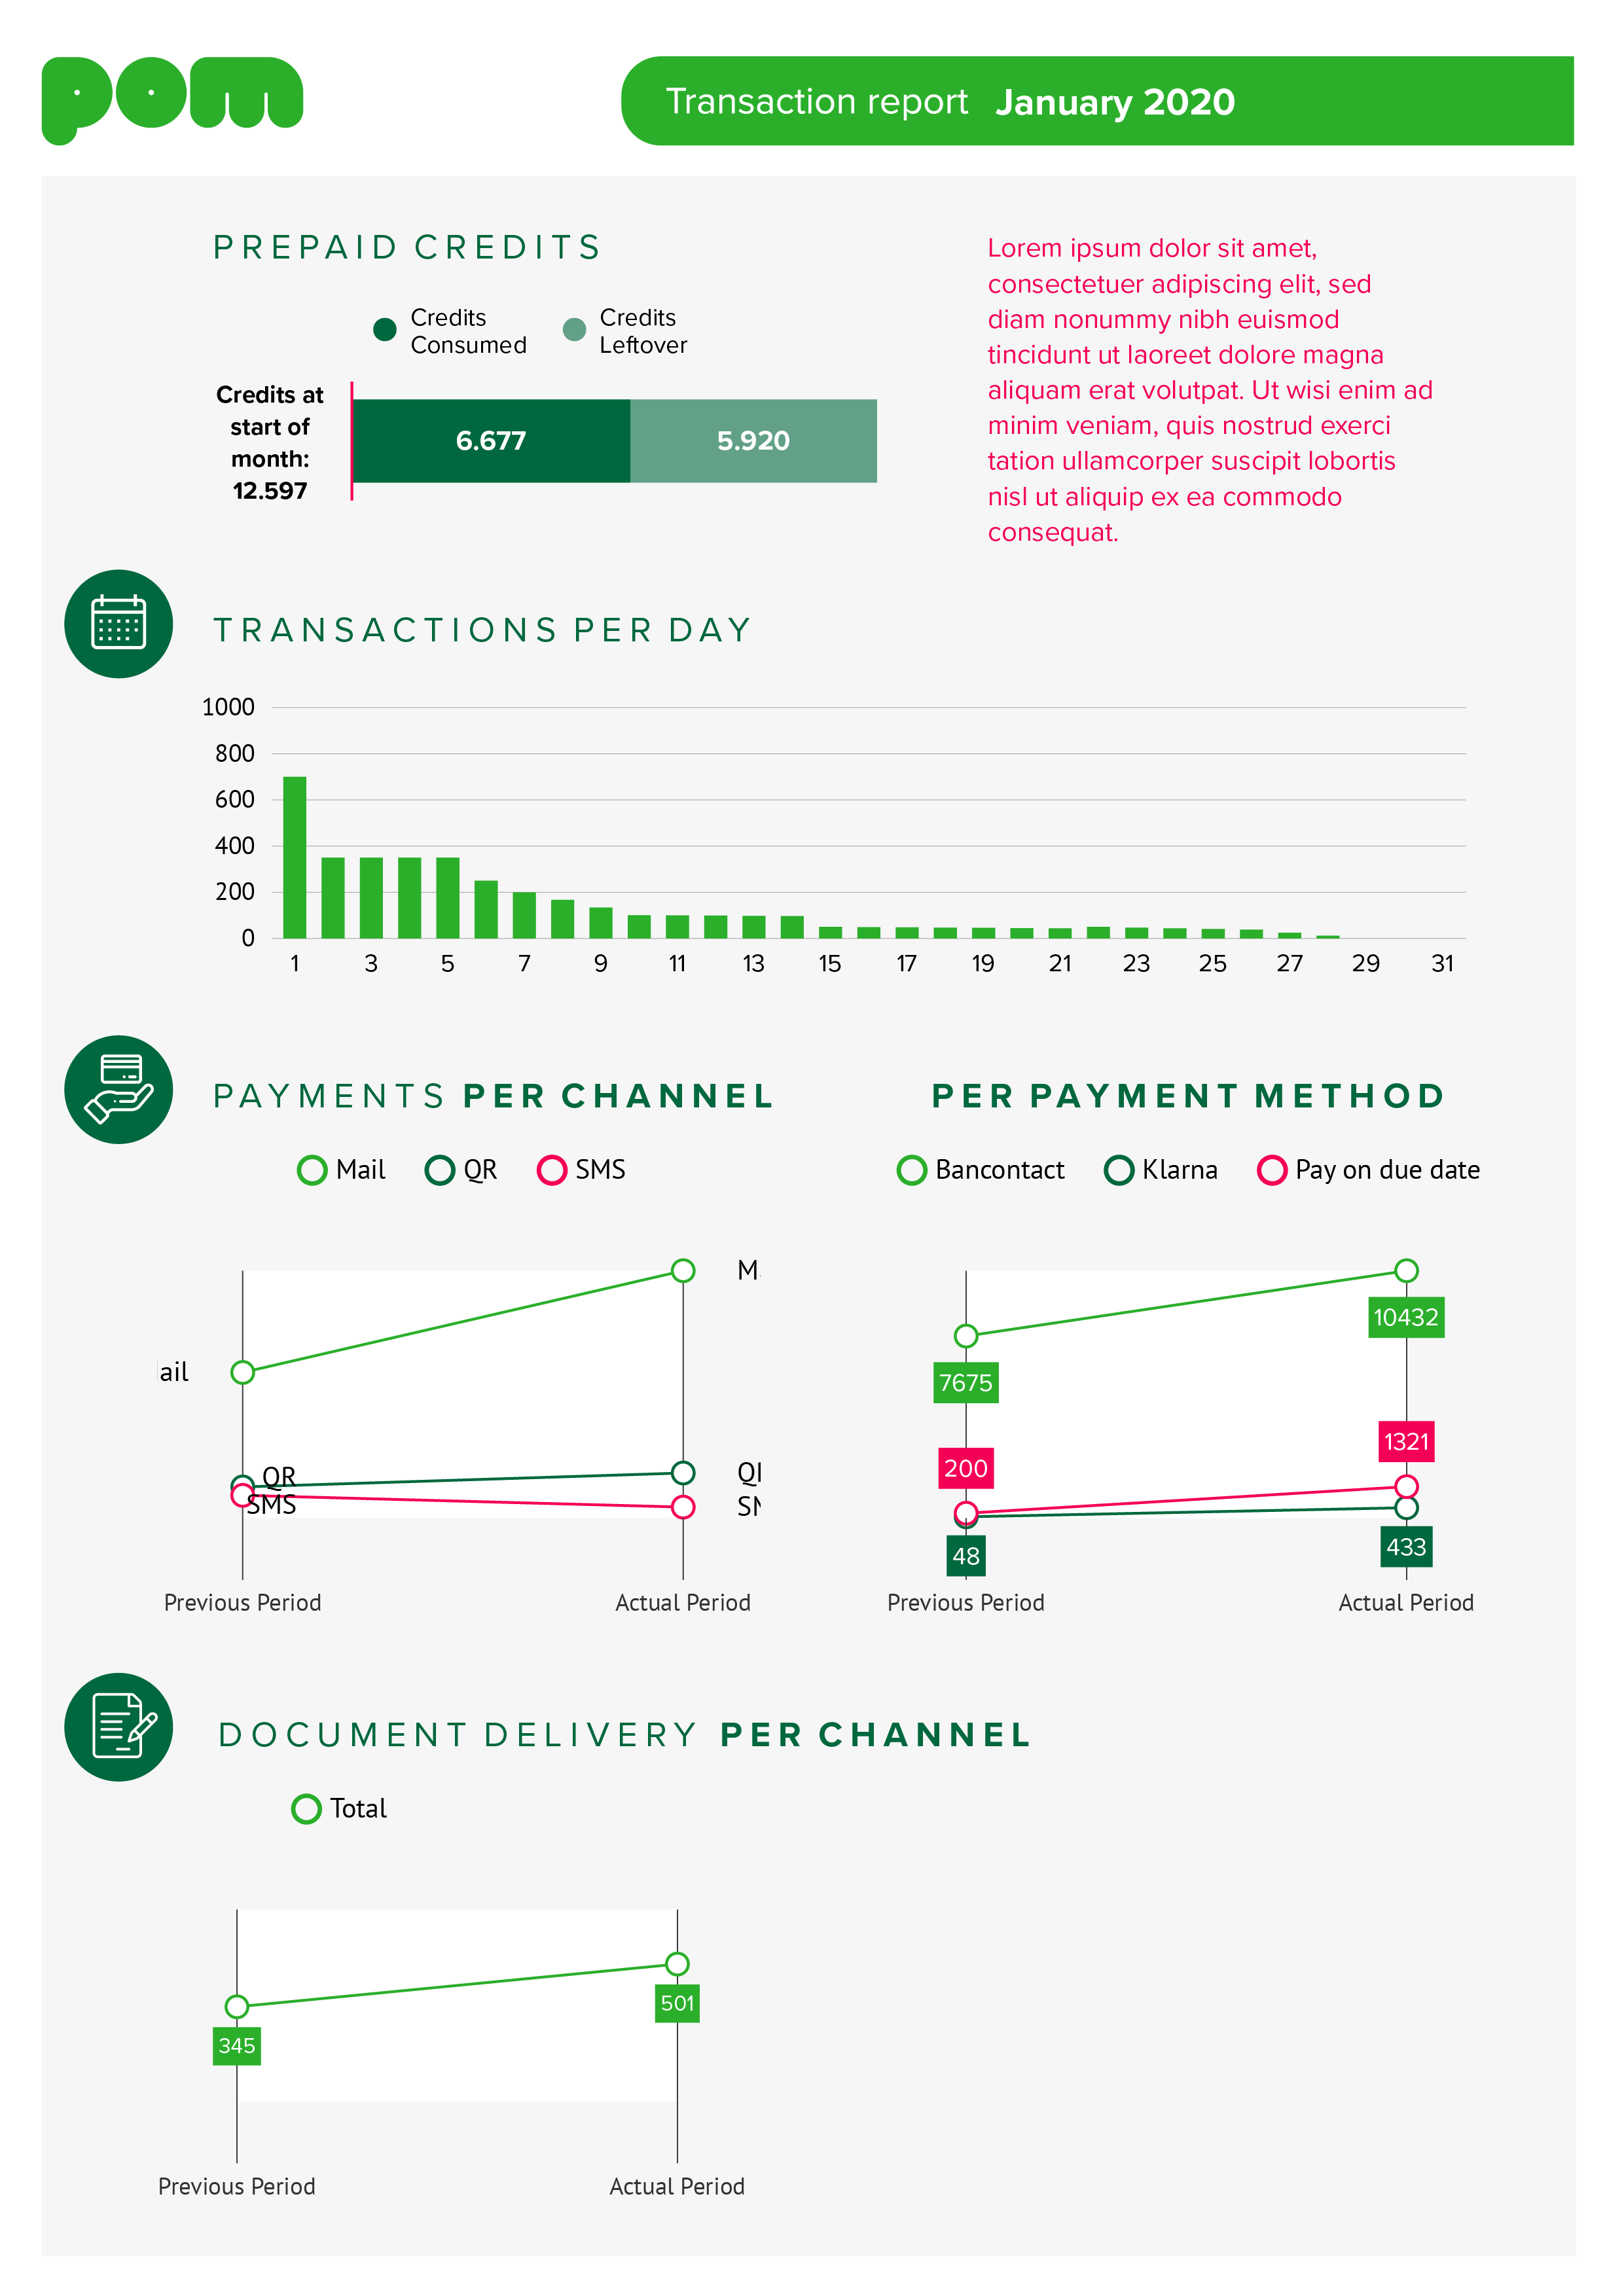 pom
Transaction report January 2020
PREPAID CREDITS
Credits
Consumed
Credits
Leftover
Credits at
start of
month:
12.597
6.677
5.920
Lorem ipsum dolor sit amet,
consectetuer adipiscing elit, sed
diam nonummy nibh euismod
tincidunt ut laoreet dolore magna
aliquam erat volutpat. Ut wisi enim ad
minim veniam, quis nostrud exerci
tation ullamcorper suscipit lobortis
nisl ut aliquip ex ea commodo
consequat.
TRANSACTIONS PER DAY
1000
800
600
400
200
0
1 3 5 7 9 11 13 15 17 19 21 23 25 27 29 31
PAYMENTS PER CHANNEL
Mail QR SMS
QR
SMS
Previous Period Actual Period
PER PAYMENT METHOD
Bancontact Klarna Pay on due date
10432
7675
1321
200
48
433
Previous Period Actual Period
DOCUMENT DELIVERY PER CHANNEL
Total
501
345
Previous Period Actual Period